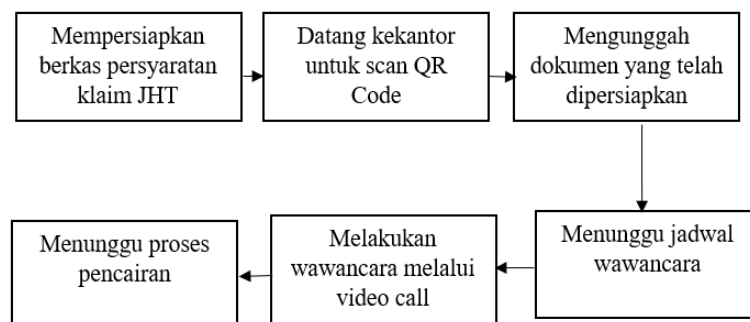 Mempersiapkan
berkas persyaratan
klaim JHT
Datang kekantor
untuk scan QR
Code
Mengunggah
dokumen yang telah
dipersiapkan
Menunggu jadwal
wawancara
Melakukan
wawancara melalui
video call
Menunggu proses
pencairan